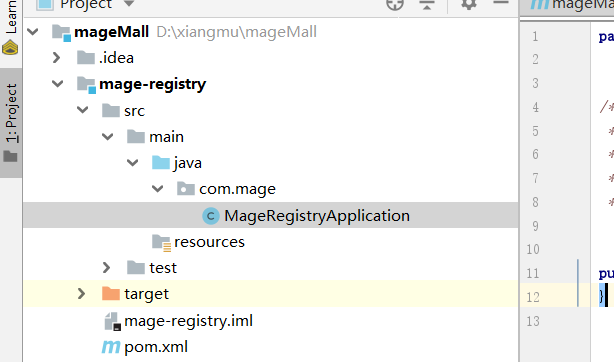 Project
mageMall
mageMall D:\xiangmu\mageMall
1
pa
.idea
2
mage-registry
3
src
4
/*
main
5
*
6
*
java
7
*
com.mage
8
*
MageRegistryApplication
9
resources
10
test
11
pu
target
12
}
mage-registry.iml
13
pom.xml
Learn
1: Project